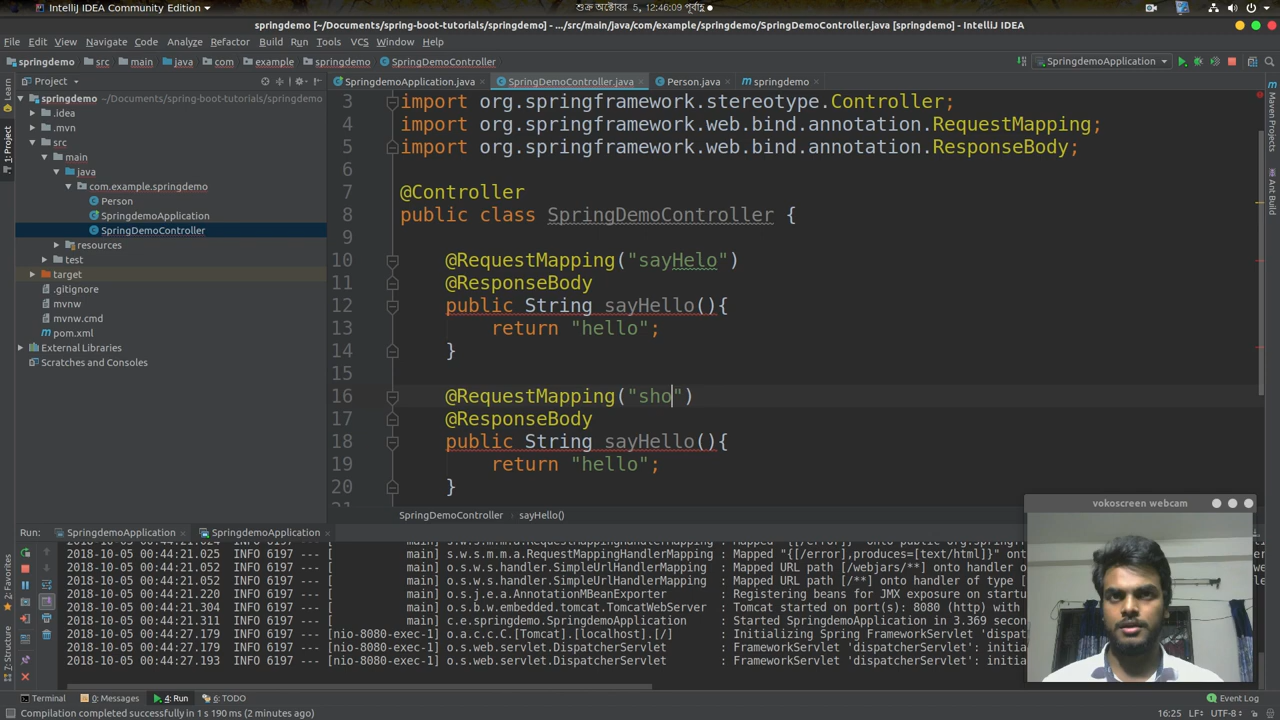 IntelliJ IDEA Community Edition
শুক্র অক্টোবর 5, 12:46:09 পূর্বাহ্ণ
springdemo [~/Documents/spring-boot-tutorials/springdemo] - .../src/main/java/com/example/springdemo/SpringDemoController.java [springdemo] - IntelliJ IDEA
File Edit View Navigate Code Analyze Refactor Build Run Tools VCS Window Help
springdemo src main java com example springdemo SpringDemoController SpringdemoApplication
Project SpringdemoApplication.java SpringDemoController.java Person.java springdemo
springdemo ~/Documents/spring-boot-tutorials/springdemo
.idea
.mvn
src
main
java
com.example.springdemo
Person
SpringdemoApplication
SpringDemoController
resources
test
target
.gitignore
mvnw
mvnw.cmd
pom.xml
External Libraries
Scratches and Consoles
Learn
1: Project
2: Favorites
7: Structure
Maven Projects
Ant Build
3 import org.springframework.stereotype.Controller;
4 import org.springframework.web.bind.annotation.RequestMapping;
5 import org.springframework.web.bind.annotation.ResponseBody;
6
7 @Controller
8 public class SpringDemoController {
9
10 @RequestMapping("sayHelo")
11 @ResponseBody
12 public String sayHello(){
13 return "hello";
14 }
15
16 @RequestMapping("sho")
17 @ResponseBody
18 public String sayHello(){
19 return "hello";
20 }
SpringDemoController sayHello()
vokoscreen webcam
Run: SpringdemoApplication SpringdemoApplication
2018-10-05 00:44:21.025 INFO 6197 --- [ main] s.w.s.m.m.a.RequestMappingHandlerMapping : Mapped "{[/error],produces=[text/html]}" ont
2018-10-05 00:44:21.052 INFO 6197 --- [ main] o.s.w.s.handler.SimpleUrlHandlerMapping : Mapped URL path [/webjars/**] onto handler o
2018-10-05 00:44:21.052 INFO 6197 --- [ main] o.s.w.s.handler.SimpleUrlHandlerMapping : Mapped URL path [/**] onto handler of type [
2018-10-05 00:44:21.220 INFO 6197 --- [ main] o.s.j.e.a.AnnotationMBeanExporter : Registering beans for JMX exposure on startu
2018-10-05 00:44:21.304 INFO 6197 --- [ main] o.s.b.w.embedded.tomcat.TomcatWebServer : Tomcat started on port(s): 8080 (http) with
2018-10-05 00:44:21.311 INFO 6197 --- [ main] c.e.springdemo.SpringdemoApplication : Started SpringdemoApplication in 3.369 secon
2018-10-05 00:44:27.179 INFO 6197 --- [nio-8080-exec-1] o.a.c.c.C.[Tomcat].[localhost].[/] : Initializing Spring FrameworkServlet 'dispat
2018-10-05 00:44:27.179 INFO 6197 --- [nio-8080-exec-1] o.s.web.servlet.DispatcherServlet : FrameworkServlet 'dispatcherServlet': initia
2018-10-05 00:44:27.193 INFO 6197 --- [nio-8080-exec-1] o.s.web.servlet.DispatcherServlet : FrameworkServlet 'dispatcherServlet': initia
Terminal 0: Messages 4: Run 6: TODO Event Log
Compilation completed successfully in 1 s 190 ms (2 minutes ago) 16:25 LF UTF-8